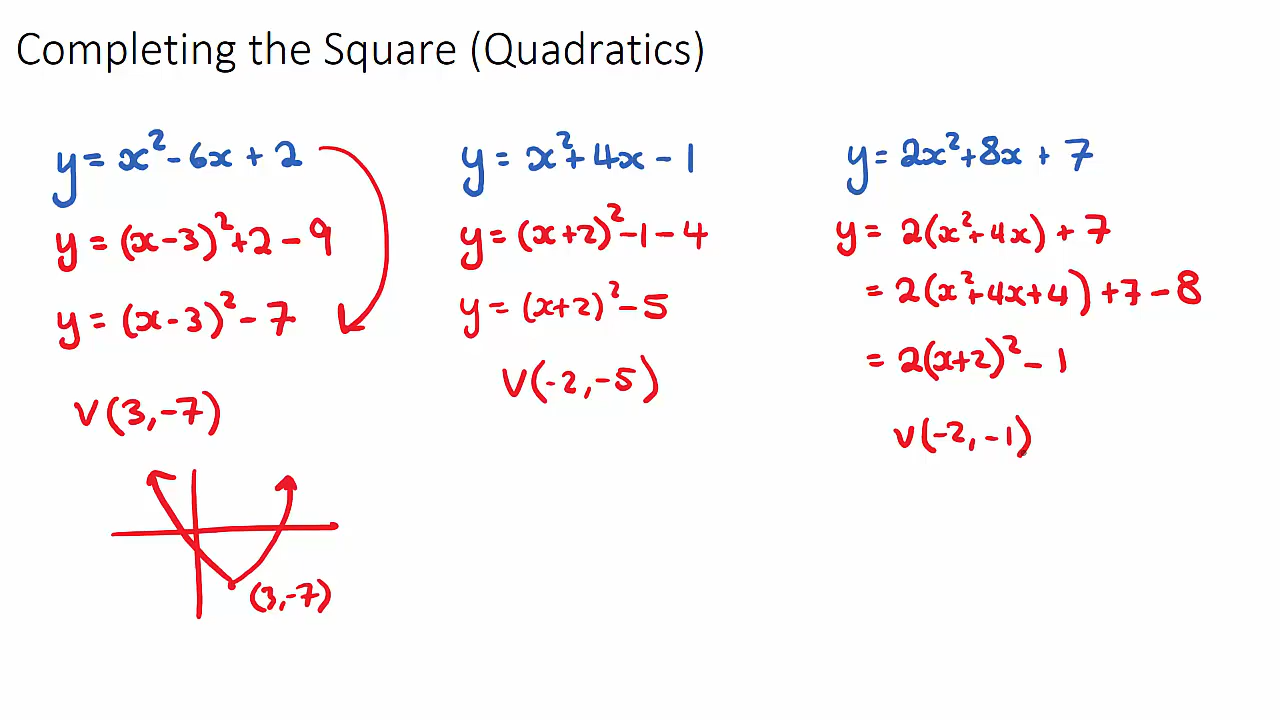 Completing the Square (Quadratics)
y = x² - 6x + 2
y = (x-3)² + 2 - 9
y = (x-3)² - 7
V(3, -7)
(3, -7)
y = x² + 4x - 1
y = (x+2)² - 1 - 4
y = (x+2)² - 5
V(-2, -5)
y = 2x² + 8x + 7
y = 2(x² + 4x) + 7
= 2(x² + 4x + 4) + 7 - 8
= 2(x+2)² - 1
V(-2, -1)